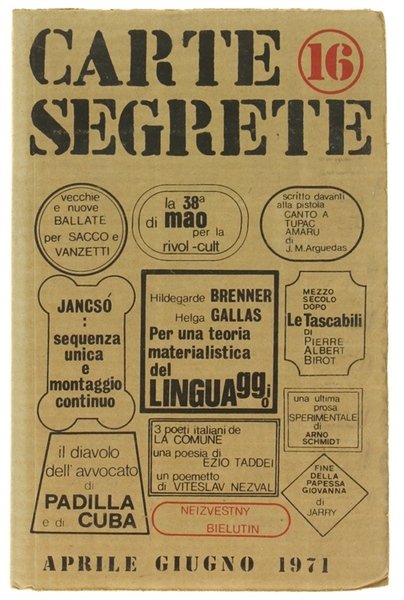 CARTE 16
SEGRETE
vecchie
e nuove
BALLATE
per SACCO e
VANZETTI
la 38ª
di mao per la
rivol-cult
scritto davanti
alla pistola
CANTO A
TUPAC
AMARU
di
J.M.Arguedas
JANCSÓ
:
sequenza
unica
e
montaggio
continuo
Hildegarde BRENNER
Helga GALLAS
Per una teoria
materialistica
del
LINGUAggio
MEZZO
SECOLO
DOPO
Le Tascabili
DI
PIERRE
ALBERT
BIROT
una ultima
prosa
SPERIMENTALE
di
ARNO
SCHMIDT
il diavolo
dell'avvocato
di
PADILLA
e di CUBA
3 poeti italiani de
LA COMUNE
una poesia di
EZIO TADDEI
un poemetto
di VITESLAV NEZVAL
FINE
DELLA
PAPESSA
GIOVANNA
di
JARRY
NEIZVESTNY
BIELUTIN
APRILE GIUGNO 1971